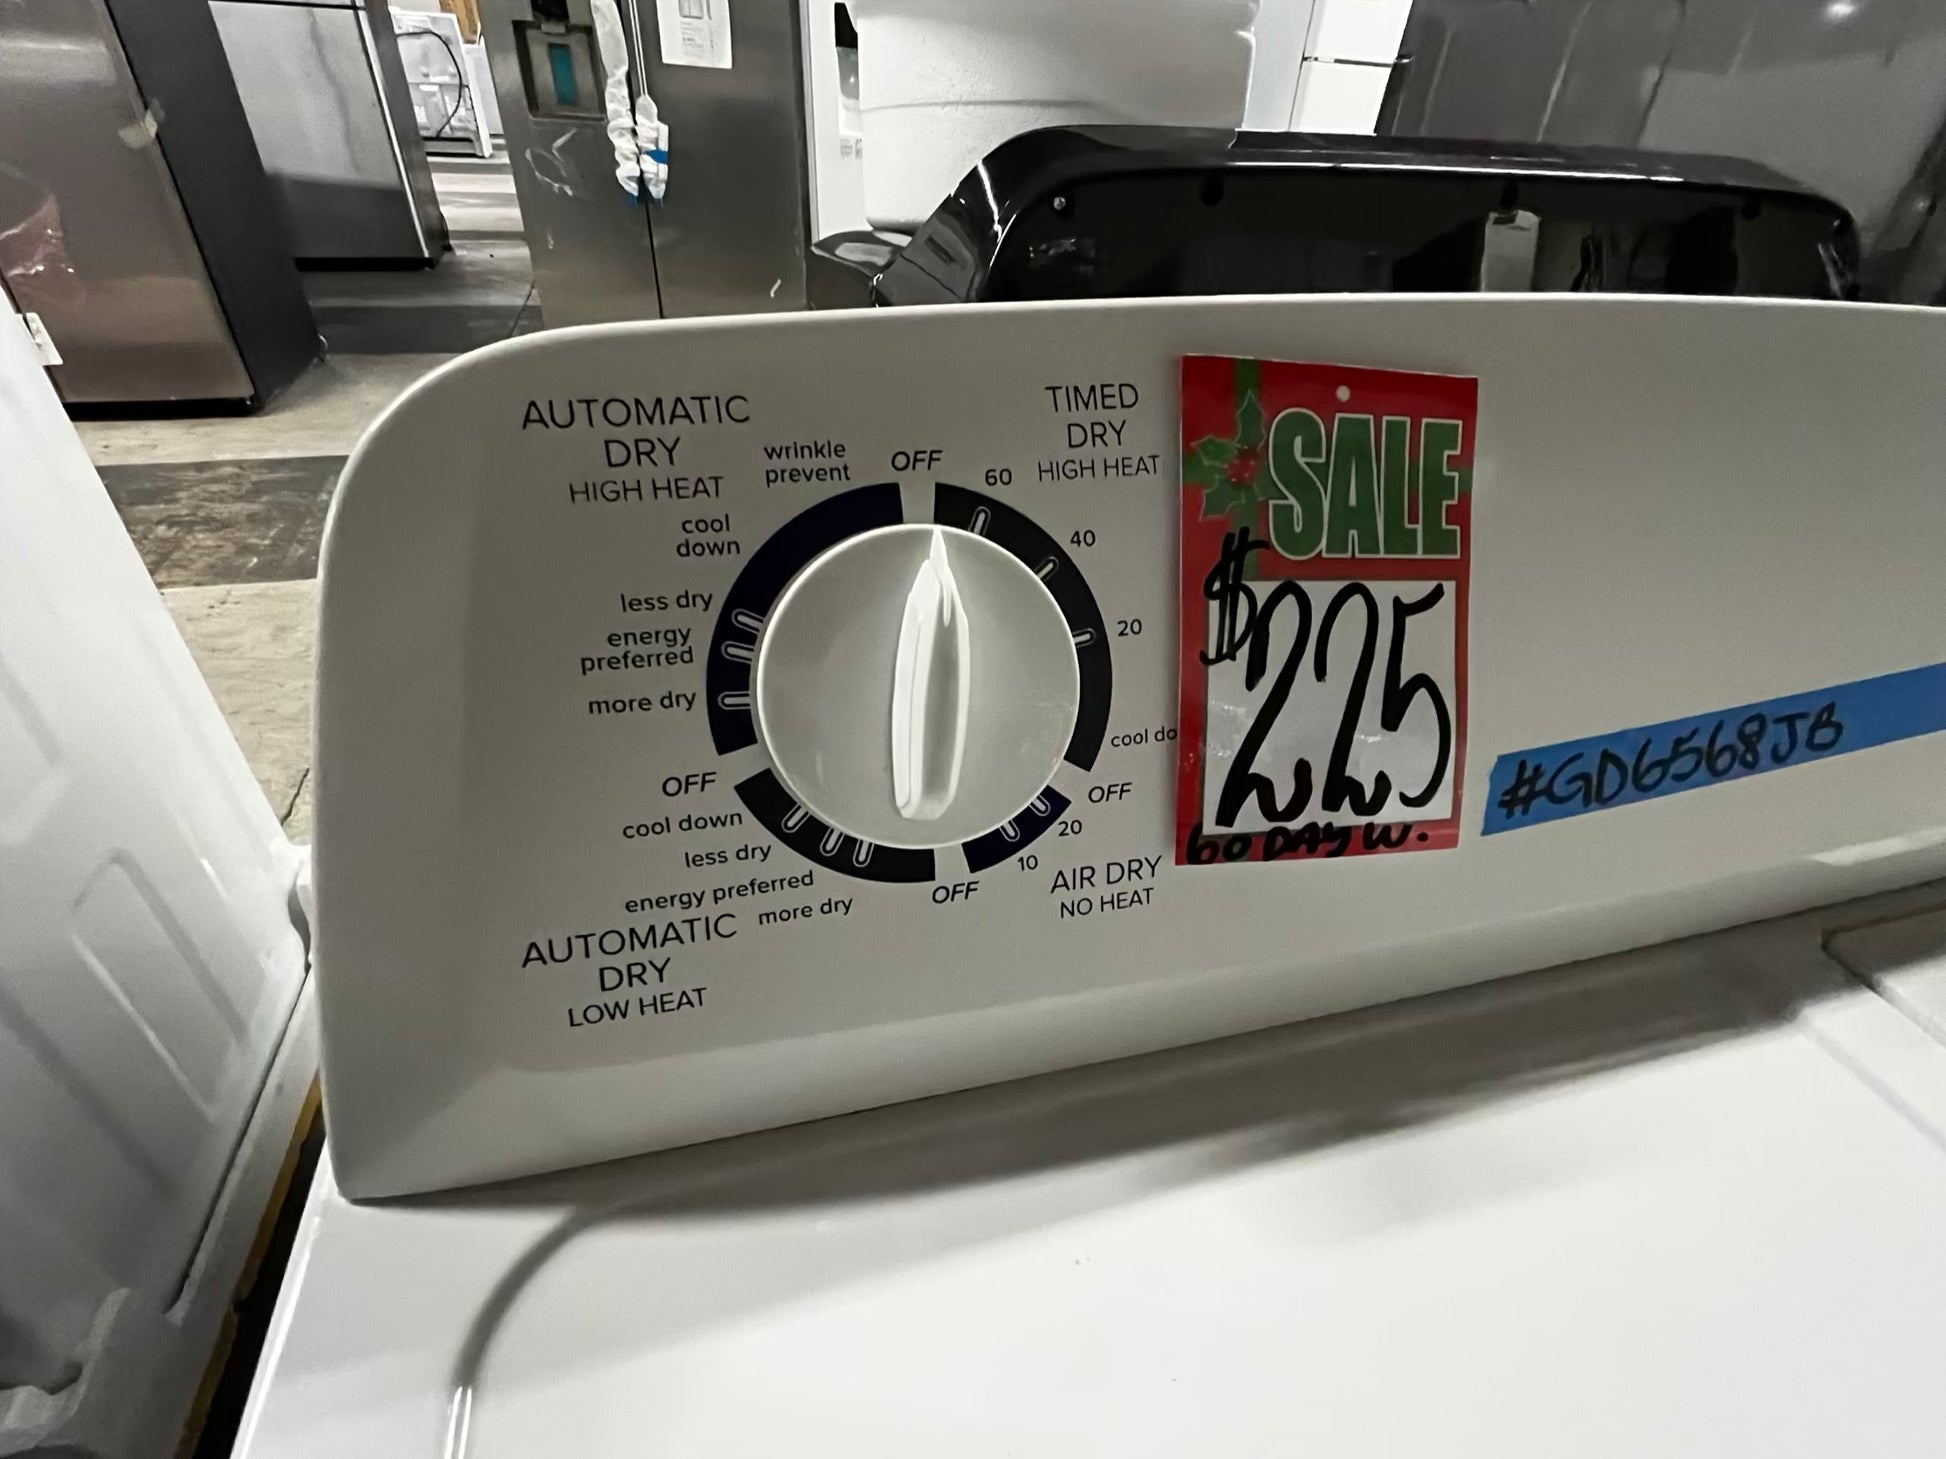 AUTOMATIC
DRY
HIGH HEAT
wrinkle
prevent
OFF
TIMED
DRY
HIGH HEAT
60
40
20
cool do
OFF
20
10
AIR DRY
NO HEAT
OFF
cool
down
less dry
energy
preferred
more dry
OFF
cool down
less dry
energy preferred
more dry
AUTOMATIC
DRY
LOW HEAT
SALE
$225
60 DAY W.
#GD6568JB